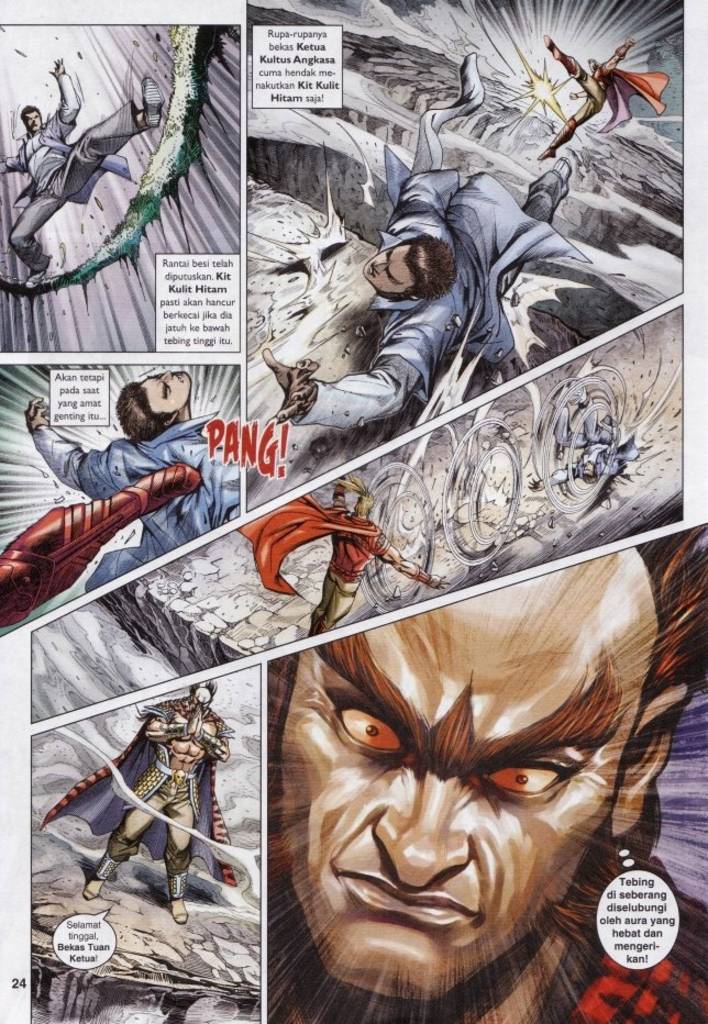 Rantai besi telah
diputuskan. Kit
Kulit Hitam
pasti akan hancur
berkecai jika dia
jatuh ke bawah
tebing tinggi itu.
Rupa-rupanya
bekas Ketua
Kultus Angkasa
cuma hendak me-
nakutkan Kit Kulit
Hitam saja!
Akan tetapi
pada saat
yang amat
genting itu...
PANG!
Selamat
tinggal,
Bekas Tuan
Ketua!
Tebing
di seberang
diselubungi
oleh aura yang
hebat dan
mengeri-
kan!
24